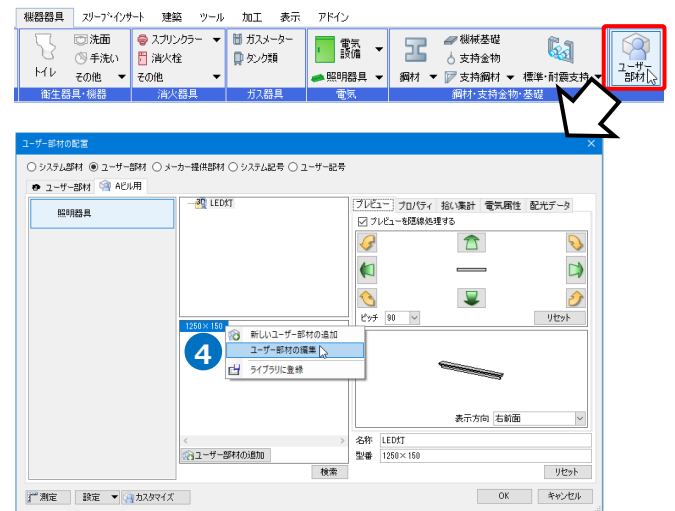 機器器具 スリーブ・インサート 建築 ツール 加工 表示 アドイン
トイレ
洗面
手洗い
その他
スプリンクラー
消火栓
その他
ガスメーター
タンク類
電気設備
照明器具
鋼材
機械基礎
支持金物
支持鋼材
標準・耐震支持
ユーザー部材
衛生器具・機器 消火器具 ガス器具 電気 鋼材・支持金物・基礎
ユーザー部材の配置
システム部材 ユーザー部材 メーカー提供部材 システム記号 ユーザー記号
ユーザー部材 Aビル用
照明器具
3D LED灯
1250×150
4
新しいユーザー部材の追加
ユーザー部材の編集
ライブラリに登録
ユーザー部材の追加
検索
プレビュー プロパティ 拾い集計 電気属性 配光データ
プレビューを隠線処理する
ピッチ 90 リセット
表示方向 右前面
名称 LED灯
型番 1250×150
リセット
測定 設定 カスタマイズ OK キャンセル